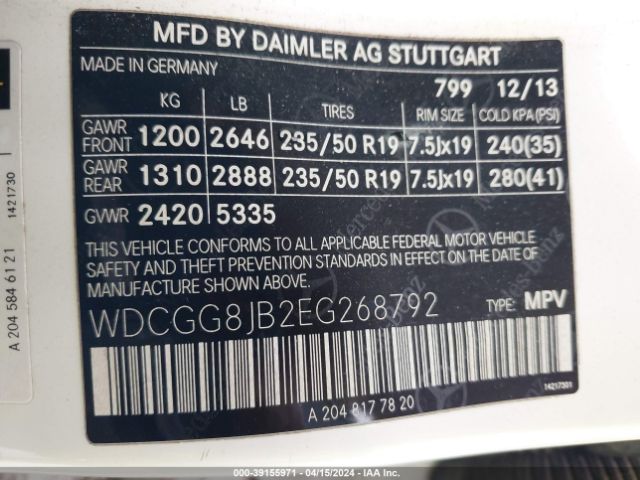 MFD BY DAIMLER AG STUTTGART
MADE IN GERMANY 799 12/13
KG LB TIRES RIM SIZE COLD KPA(PSI)
GAWR FRONT 1200 2646 235/50 R19 7.5Jx19 240(35)
GAWR REAR 1310 2888 235/50 R19 7.5Jx19 280(41)
GVWR 2420 5335
THIS VEHICLE CONFORMS TO ALL APPLICABLE FEDERAL MOTOR VEHICLE
SAFETY AND THEFT PREVENTION STANDARDS IN EFFECT ON THE DATE OF
MANUFACTURE SHOWN ABOVE.
WDCGG8JB2EG268792 TYPE: MPV
14217301
A 204 817 78 20
A 204 584 61 21 1421730
Mercedes-Benz
000-39155971 - 04/15/2024 - IAA Inc.